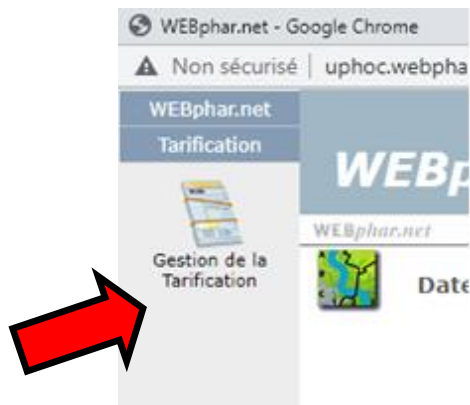 WEBphar.net - Google Chrome
Non sécurisé | uphoc.webpha
WEBphar.net
Tarification
WEBp
WEBphar.net
Gestion de la
Tarification
Date